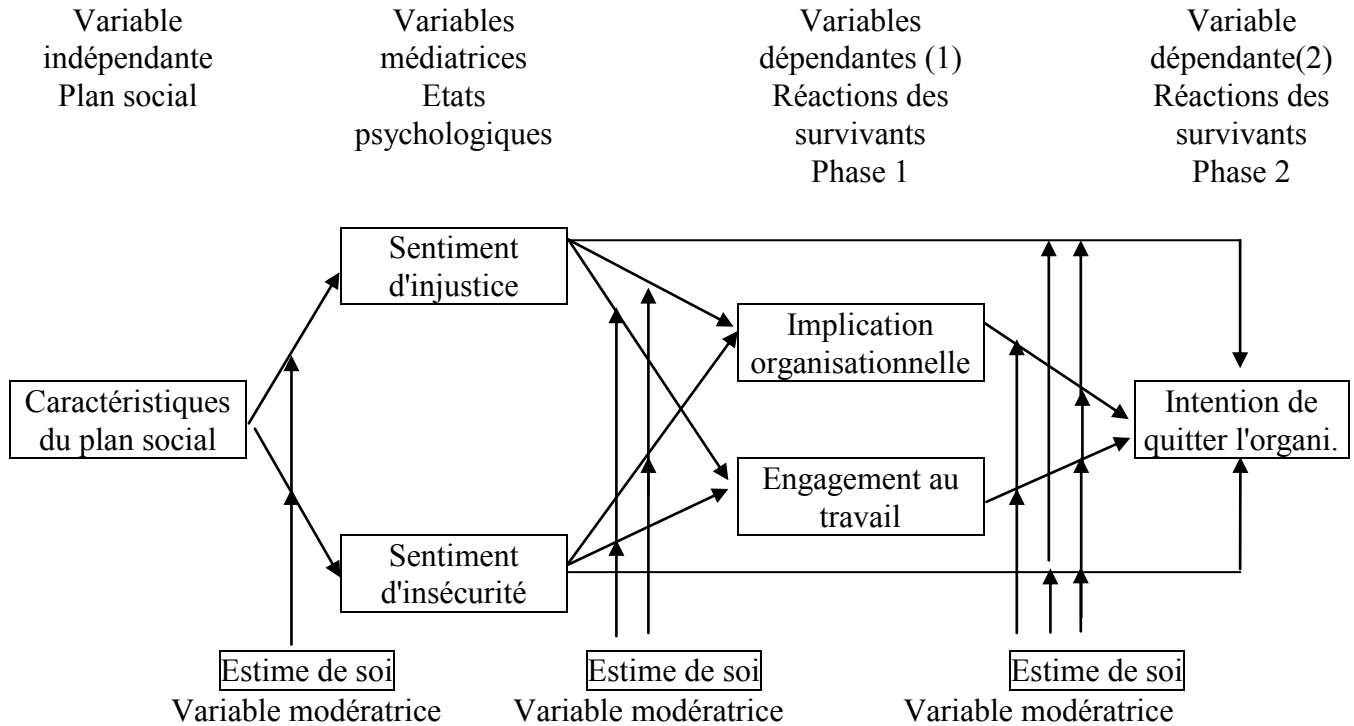 Variable
indépendante
Plan social
Variables
médiatrices
Etats
psychologiques
Variables
dépendantes (1)
Réactions des
survivants
Phase 1
Variable
dépendante(2)
Réactions des
survivants
Phase 2
Sentiment
d'injustice
Implication
organisationnelle
Caractéristiques
du plan social
Intention de
quitter l'organi.
Engagement au
travail
Sentiment
d'insécurité
Estime de soi
Variable modératrice
Estime de soi
Variable modératrice
Estime de soi
Variable modératrice